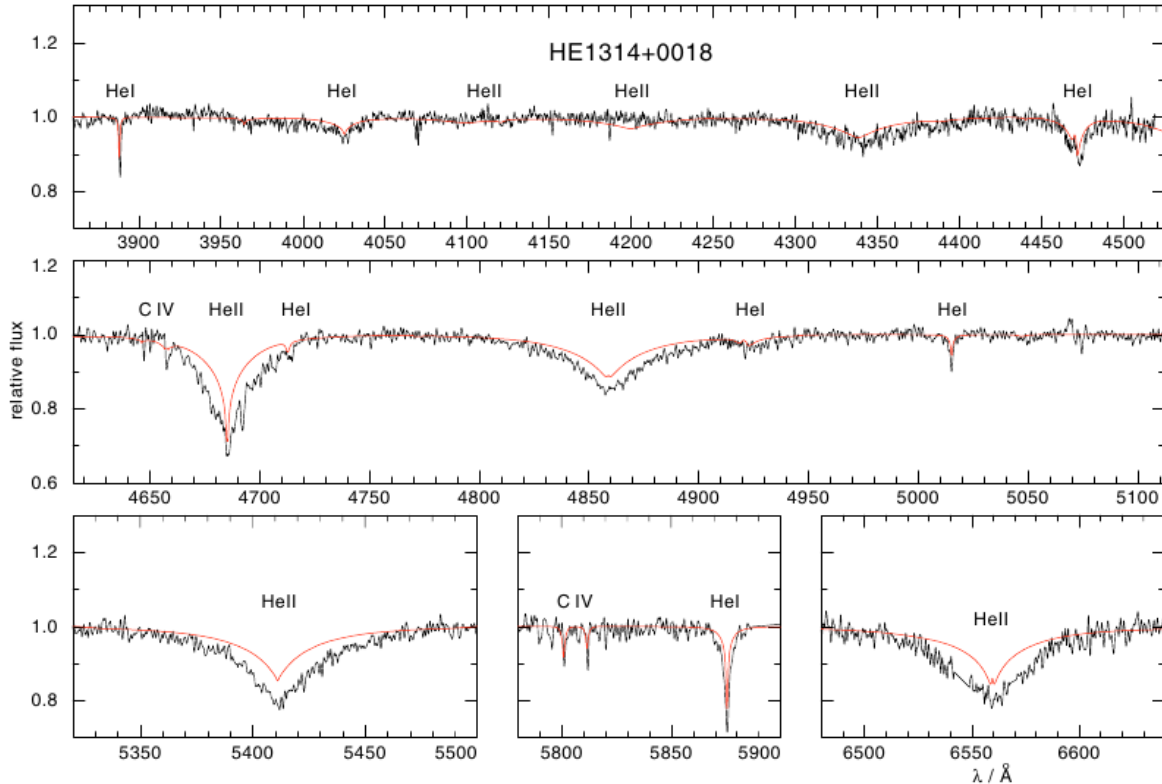 HE1314+0018
HeI HeI HeII HeII HeII HeI
1.2
1.0
0.8
3900 3950 4000 4050 4100 4150 4200 4250 4300 4350 4400 4450 4500
relative flux
C IV HeII HeI HeII HeI HeI
1.2
1.0
0.8
0.6
4650 4700 4750 4800 4850 4900 4950 5000 5050 5100
HeII C IV HeI HeII
1.2
1.0
0.8
5350 5400 5450 5500 5800 5850 5900 6500 6550 6600
λ / Å